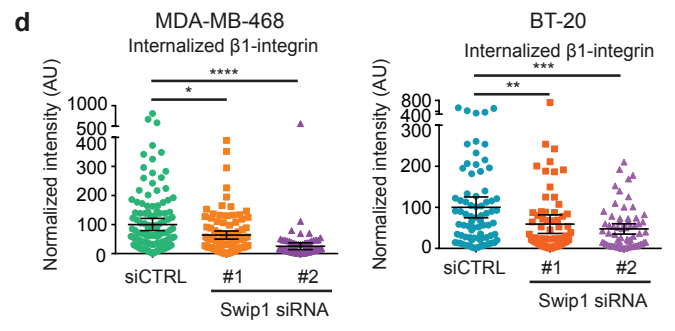 d
MDA-MB-468
Internalized β1-integrin
Normalized intensity (AU)
****
*
1000
500
400
300
200
100
0
siCTRL #1 #2
Swip1 siRNA
BT-20
Internalized β1-integrin
Normalized intensity (AU)
***
**
800
400
300
200
100
0
siCTRL #1 #2
Swip1 siRNA